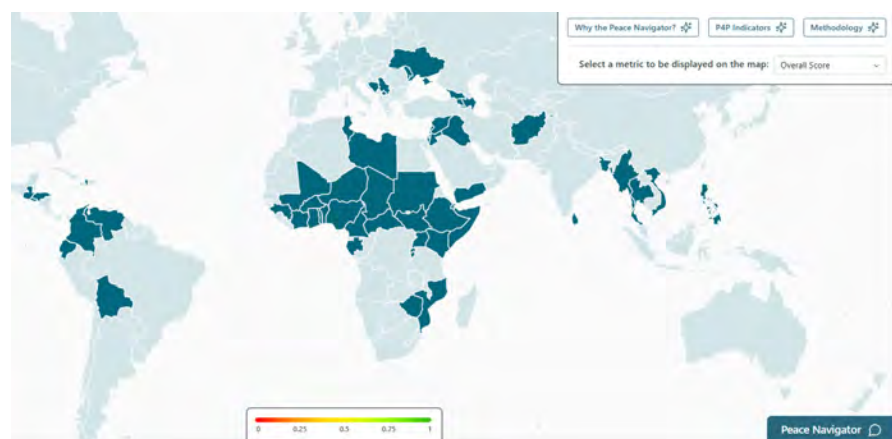 Why the Peace Navigator?
P4P Indicators
Methodology
Select a metric to be displayed on the map:
Overall Score
0 0.25 0.5 0.75 1
Peace Navigator